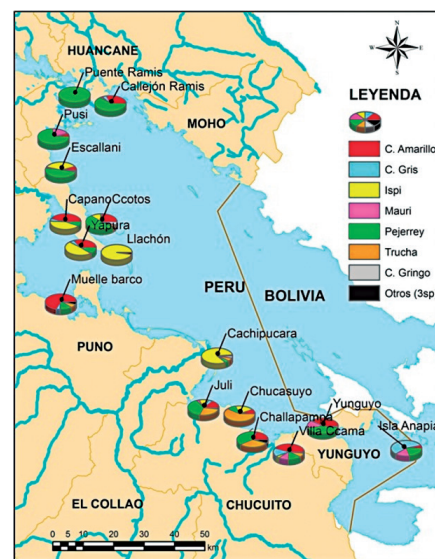 HUANCANE
Puente Ramis
Callejón Ramis
Pusi
MOHO
Escallani
Capano
Ccotos
Yapura
Llachón
Muelle barco
PERU
BOLIVIA
PUNO
Cachipucara
Juli
Chucasuyo
Challapampa
Villa Ccamá
Yunguyo
Isla Anapia
YUNGUYO
EL COLLAO
CHUCUITO
0 5 10 20 30 40 50
km
N
W
E
S
LEYENDA
C. Amarillo
C. Gris
Ispi
Mauri
Pejerrey
Trucha
C. Gringo
Otros (3sp)